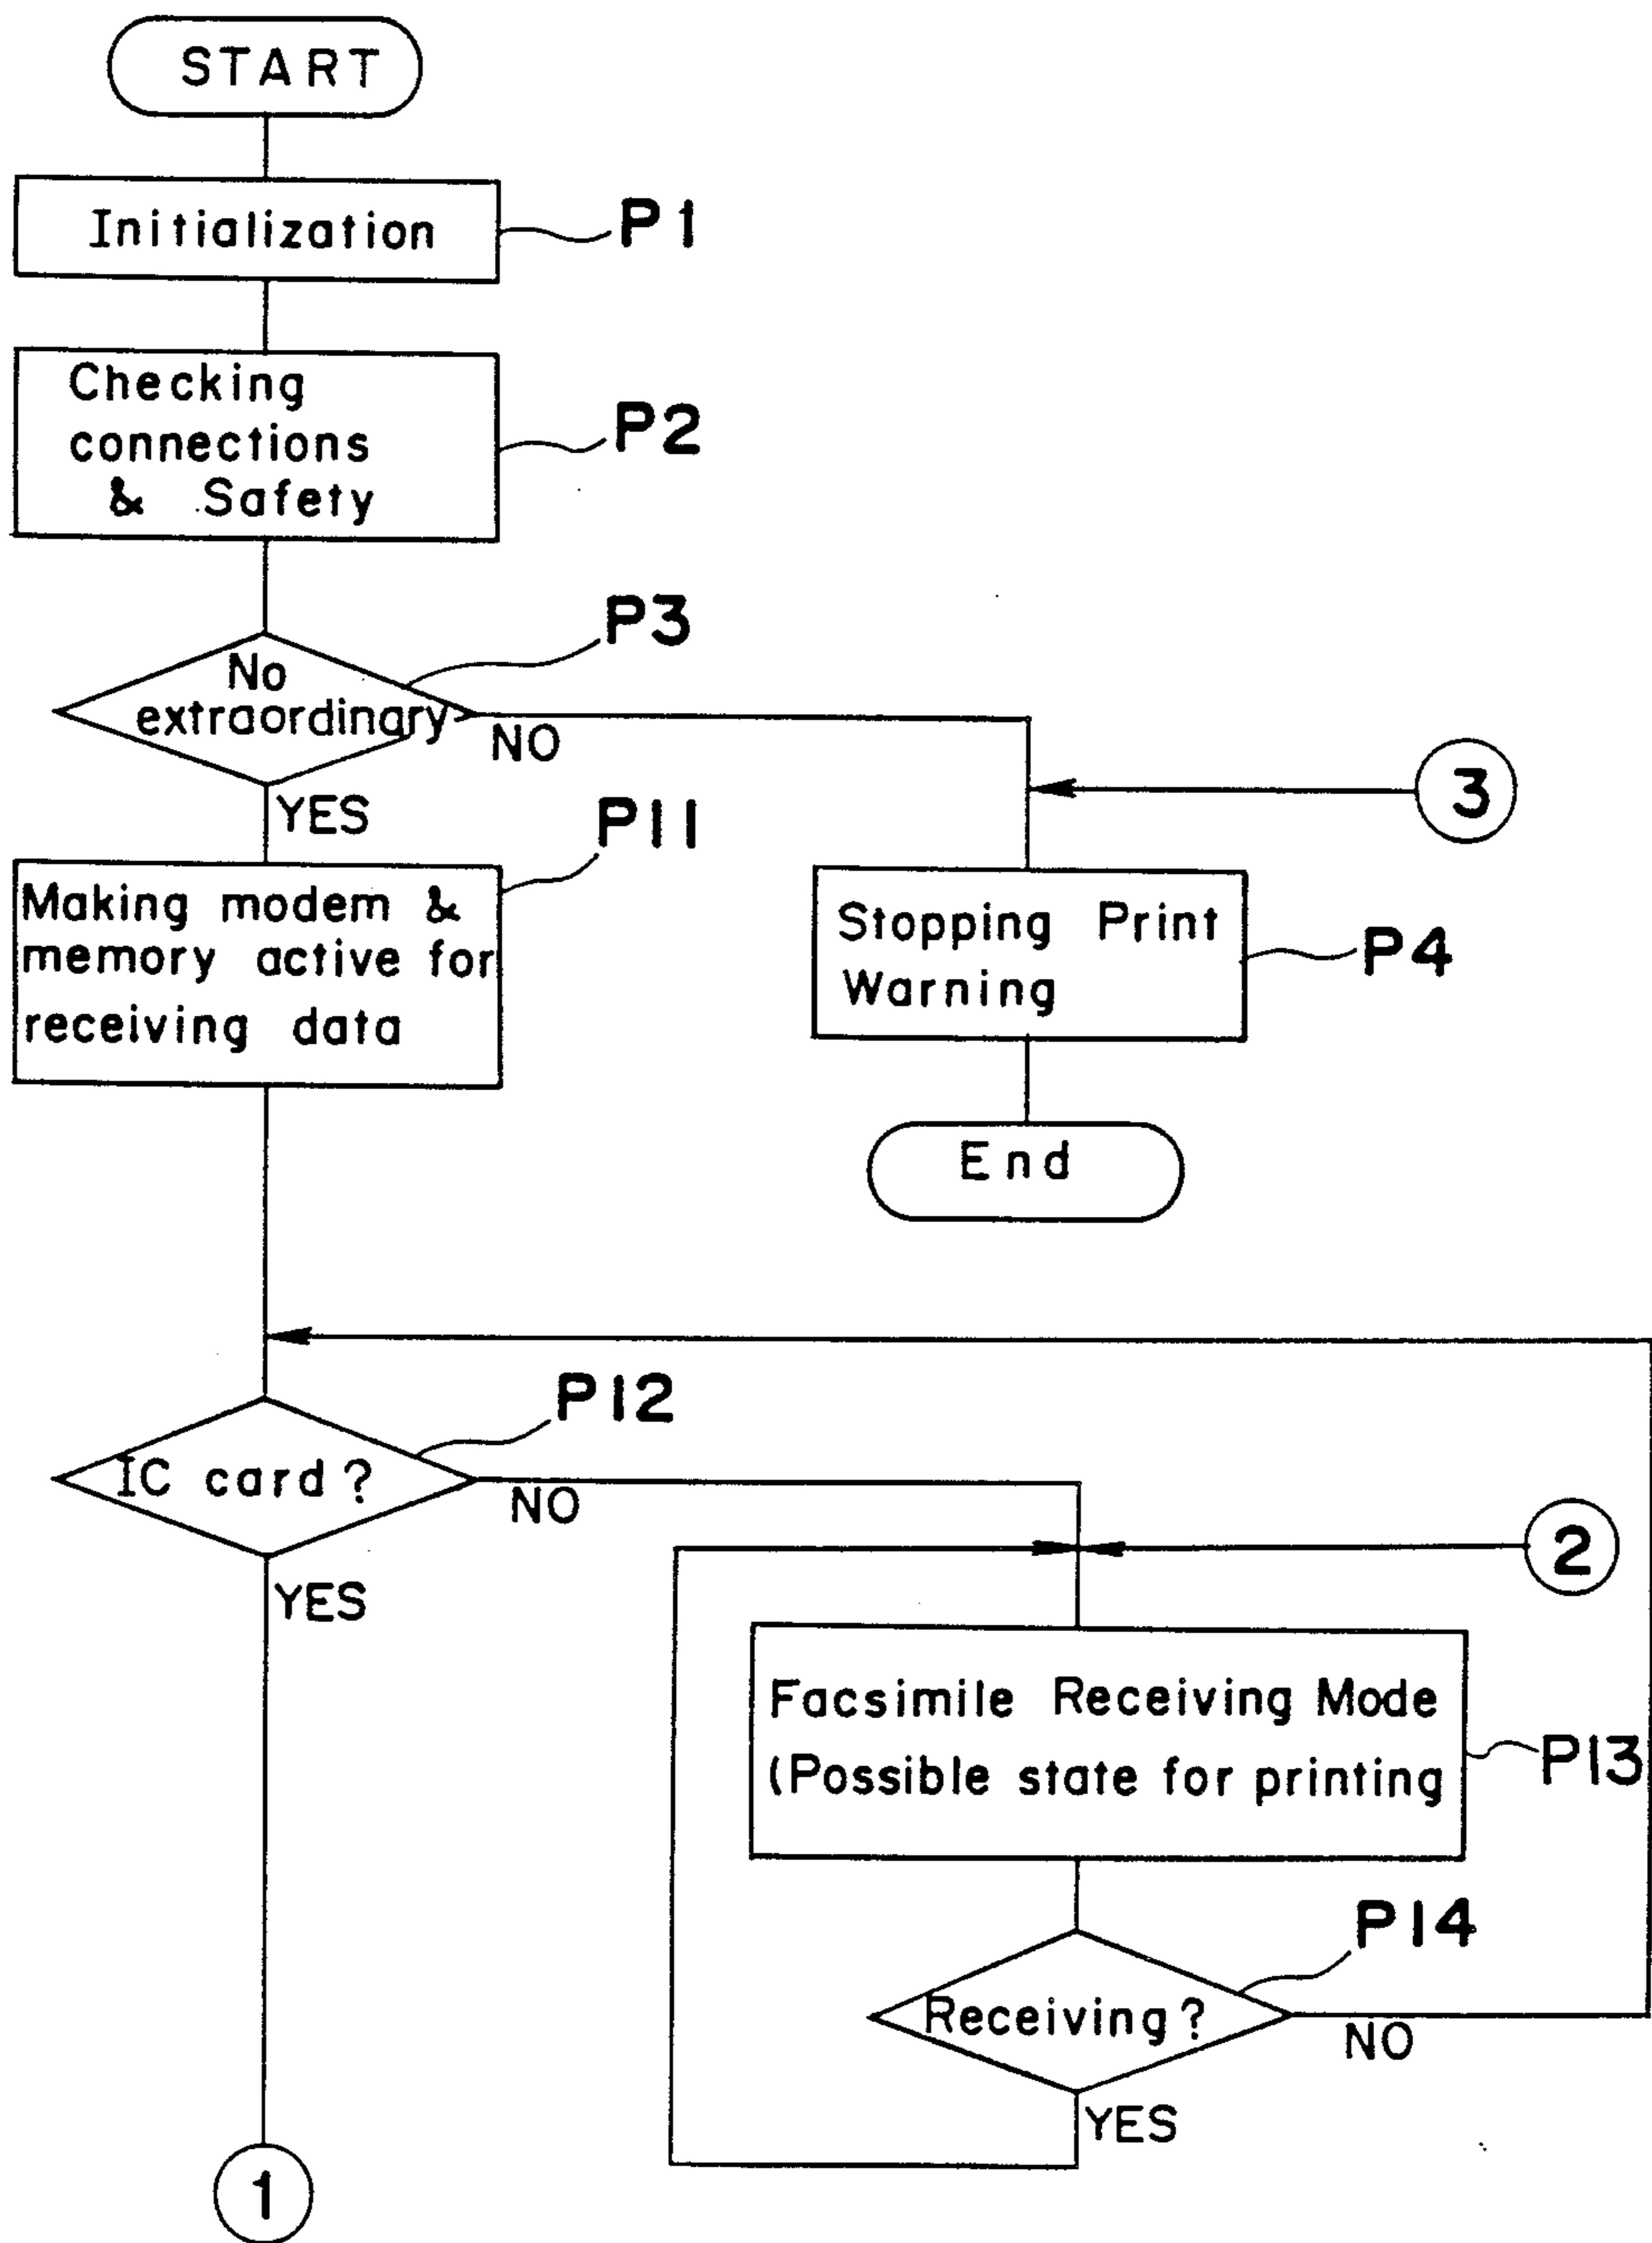 START
Initialization
P1
Checking
connections
& Safety
P2
P3
No
extraordinary
NO
YES
3
P11
Making modem &
memory active for
receiving data
Stopping Print
Warning
P4
End
P12
IC card?
NO
YES
2
Facsimile Receiving Mode
(Possible state for printing
P13
P14
Receiving?
NO
YES
1